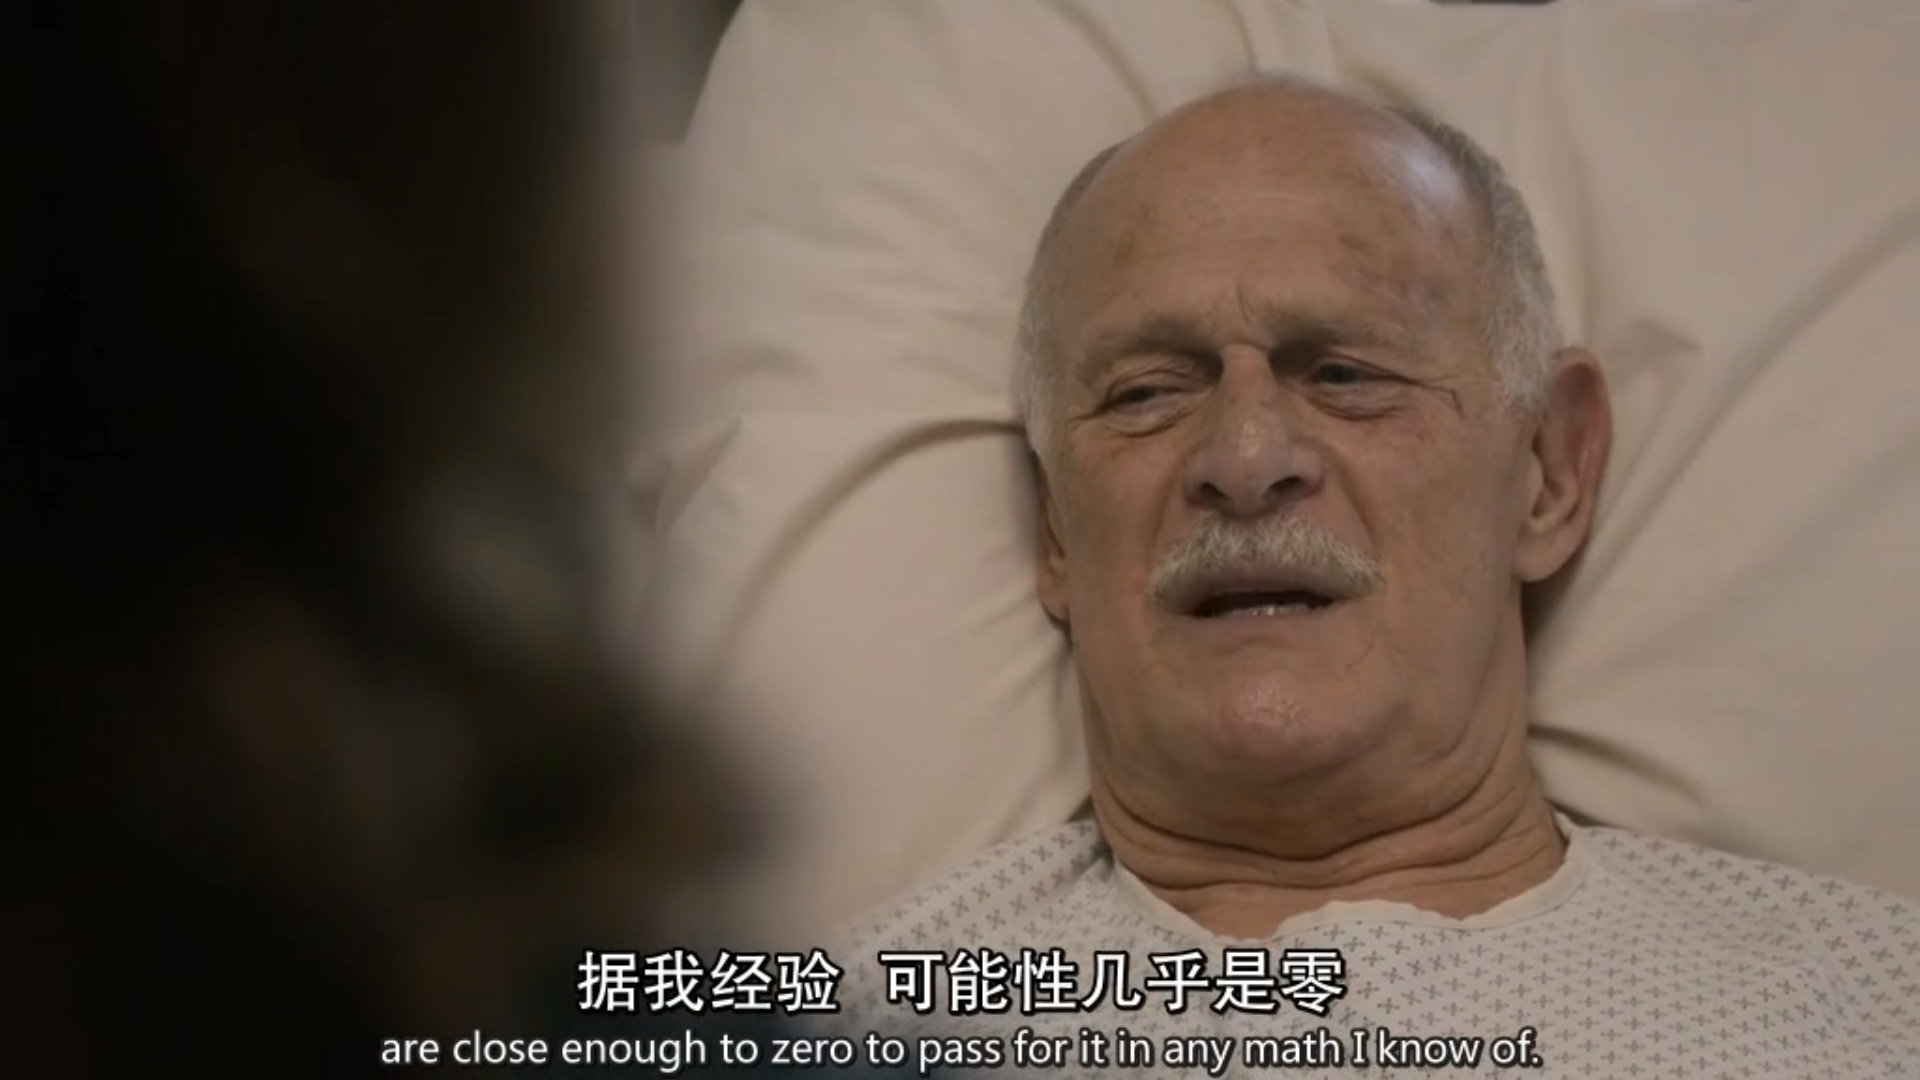 据我经验 可能性几乎是零
are close enough to zero to pass for it in any math I know of.